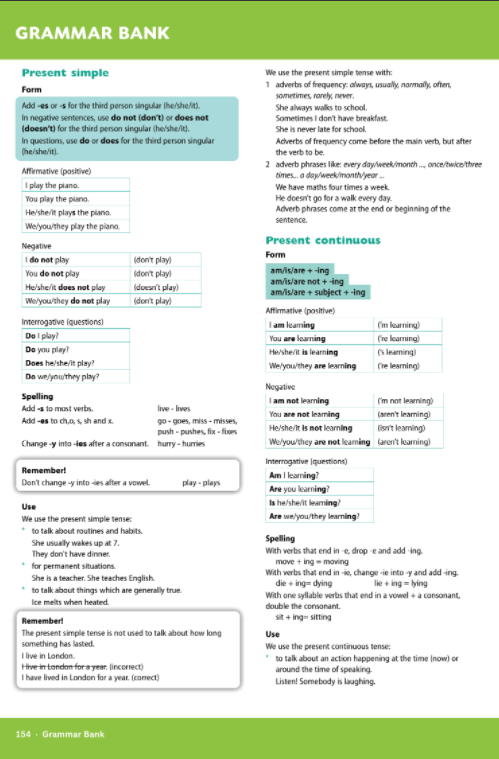 GRAMMAR BANK
Present simple
Form
Add -es or -s for the third person singular (he/she/it).
In negative sentences, use do not (don't) or does not
(doesn't) for the third person singular (he/she/it).
In questions, use do or does for the third person singular
(he/she/it).
Affirmative (positive)
I play the piano.
You play the piano.
He/she/it plays the piano.
We/you/they play the piano.
Negative
I do not play (don't play)
You do not play (don't play)
He/she/it does not play (doesn't play)
We/you/they do not play (don't play)
Interrogative (questions)
Do I play?
Do you play?
Does he/she/it play?
Do we/you/they play?
Spelling
Add -s to most verbs. live - lives
Add -es to ch,o, s, sh and x. go - goes, miss - misses,
push - pushes, fix - fixes
Change -y into -ies after a consonant. hurry - hurries
Remember!
Don't change -y into -ies after a vowel. play - plays
Use
We use the present simple tense:
* to talk about routines and habits.
She usually wakes up at 7.
They don't have dinner.
* for permanent situations.
She is a teacher. She teaches English.
* to talk about things which are generally true.
Ice melts when heated.
Remember!
The present simple tense is not used to talk about how long
something has lasted.
I live in London.
I live in London for a year. (incorrect)
I have lived in London for a year. (correct)
We use the present simple tense with:
1 adverbs of frequency: always, usually, normally, often,
sometimes, rarely, never.
She always walks to school.
Sometimes I don't have breakfast.
She is never late for school.
Adverbs of frequency come before the main verb, but after
the verb to be.
2 adverb phrases like: every day/week/month ..., once/twice/three
times... a day/week/month/year ...
We have maths four times a week.
He doesn't go for a walk every day.
Adverb phrases come at the end or beginning of the
sentence.
Present continuous
Form
am/is/are + -ing
am/is/are not + -ing
am/is/are + subject + -ing
Affirmative (positive)
I am learning ('m learning)
You are learning ('re learning)
He/she/it is learning ('s learning)
We/you/they are learning ('re learning)
Negative
I am not learning ('m not learning)
You are not learning (aren't learning)
He/she/it is not learning (isn't learning)
We/you/they are not learning (aren't learning)
Interrogative (questions)
Am I learning?
Are you learning?
Is he/she/it learning?
Are we/you/they learning?
Spelling
With verbs that end in -e, drop -e and add -ing.
move + ing = moving
With verbs that end in -ie, change -ie into -y and add -ing.
die + ing= dying lie + ing = lying
With one syllable verbs that end in a vowel + a consonant,
double the consonant.
sit + ing= sitting
Use
We use the present continuous tense:
* to talk about an action happening at the time (now) or
around the time of speaking.
Listen! Somebody is laughing.
154 · Grammar Bank